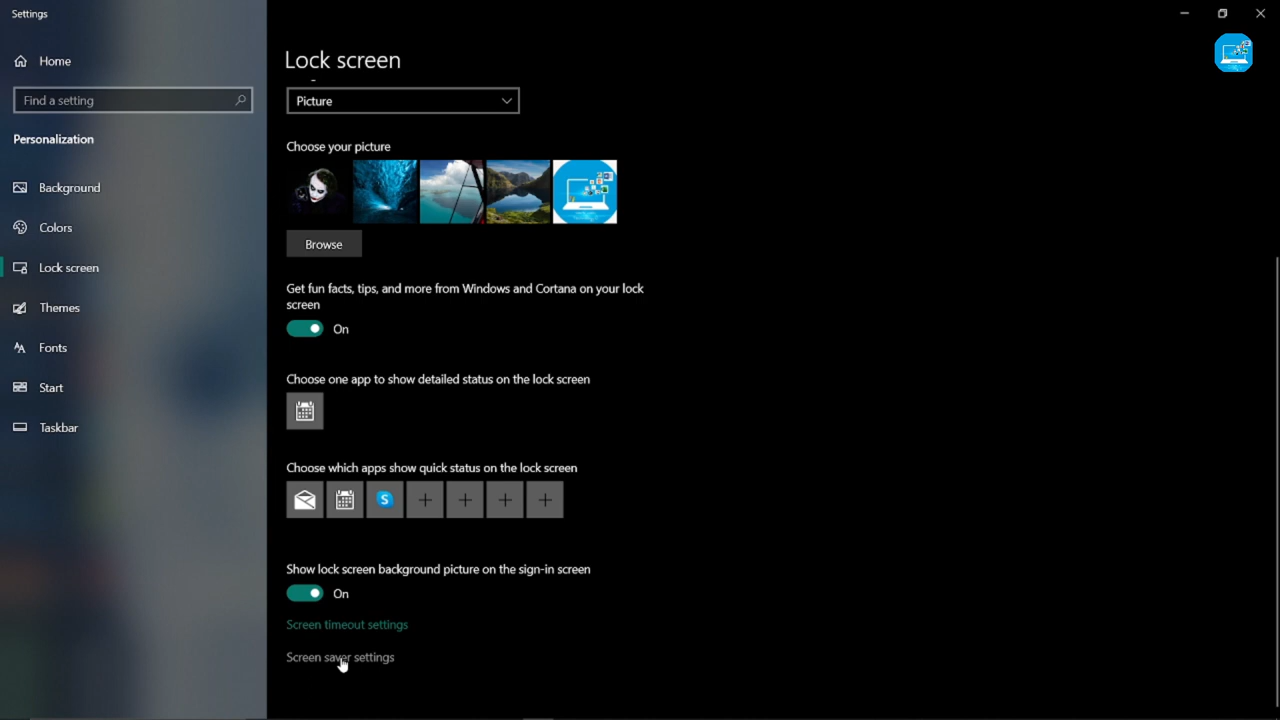 Settings
Home
Find a setting
Personalization
Background
Colors
Lock screen
Themes
Fonts
Start
Taskbar
Lock screen
Picture
Choose your picture
Browse
Get fun facts, tips, and more from Windows and Cortana on your lock
screen
On
Choose one app to show detailed status on the lock screen
Choose which apps show quick status on the lock screen
S
Show lock screen background picture on the sign-in screen
On
Screen timeout settings
Screen saver settings